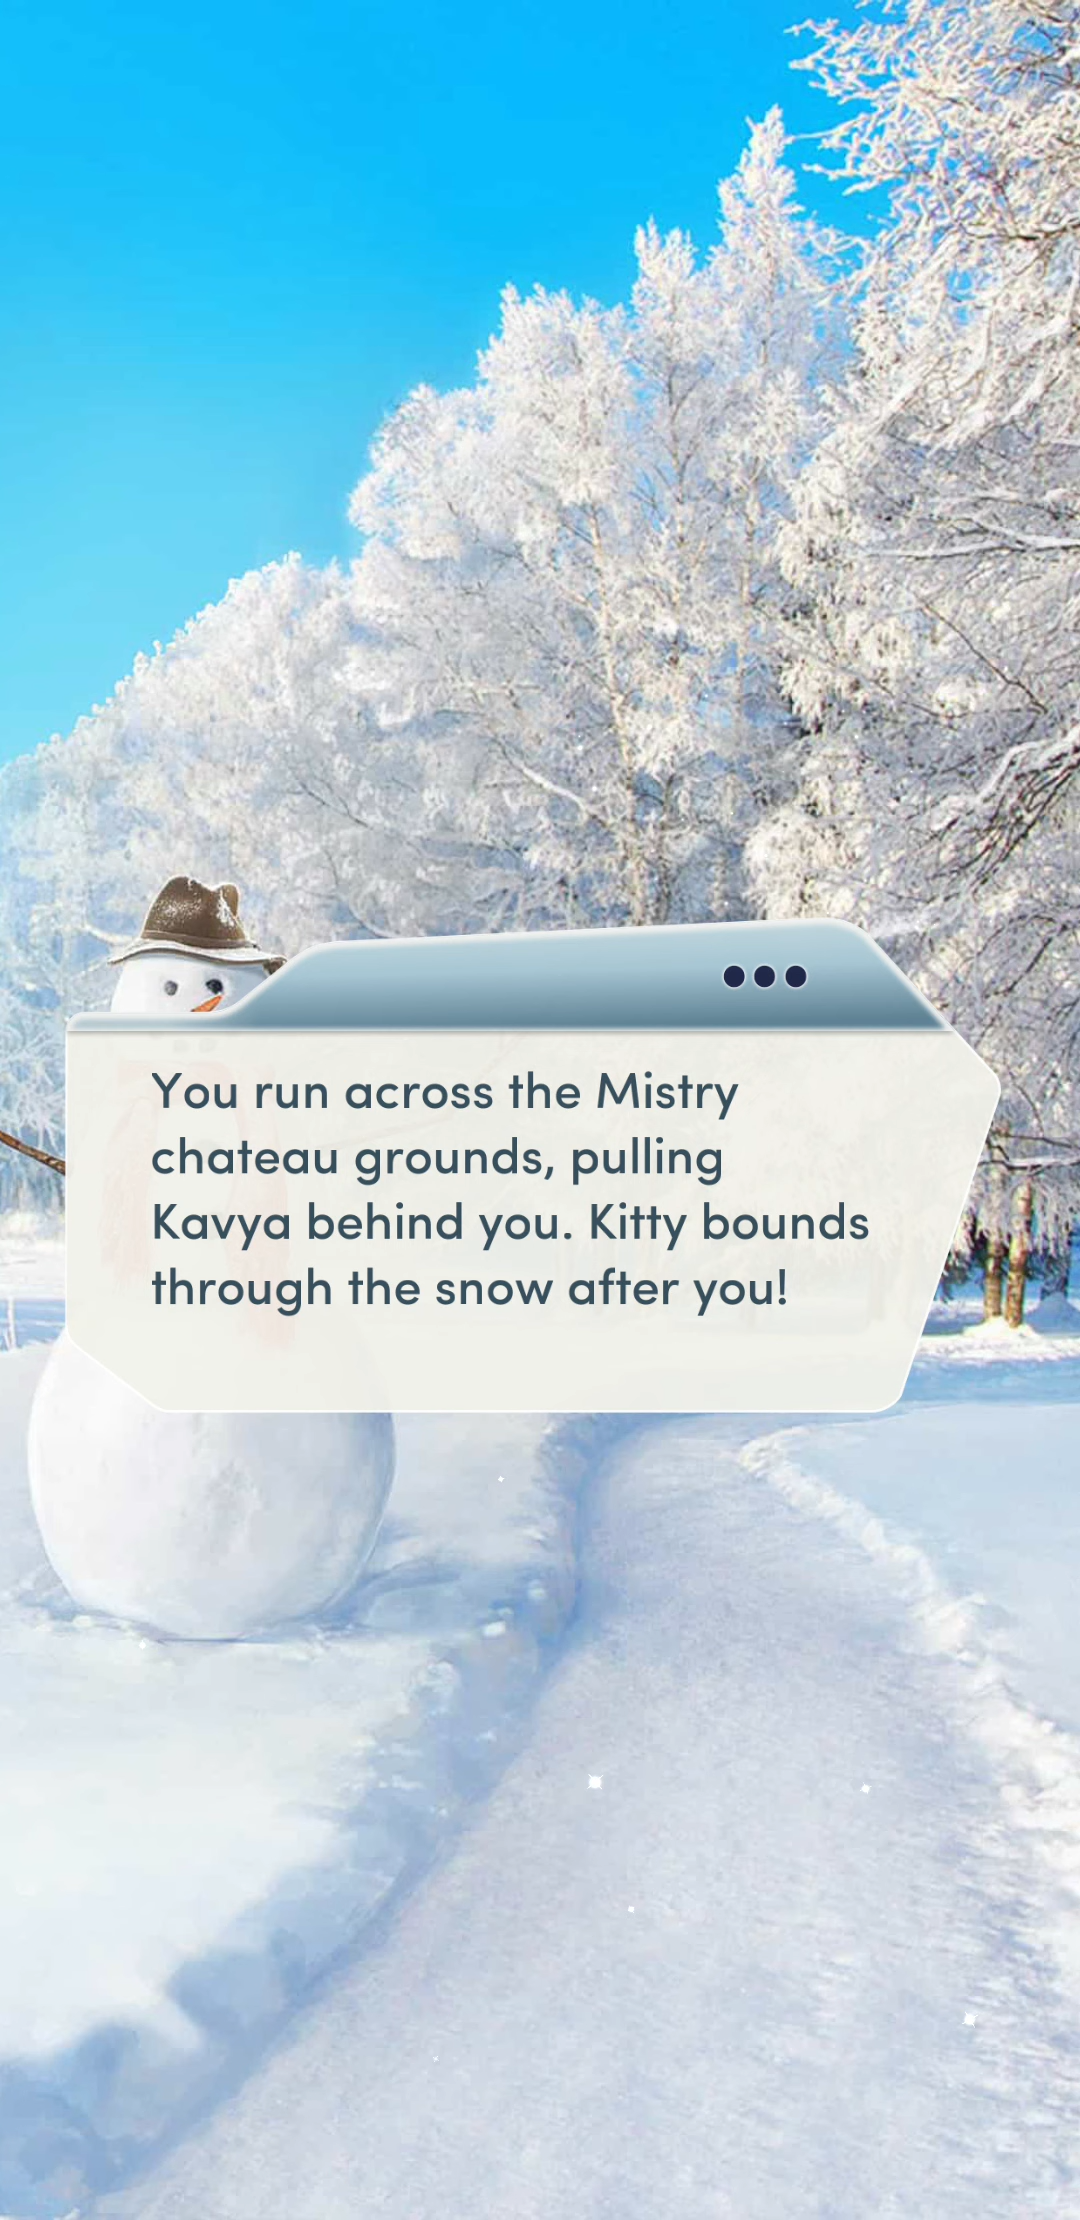 You run across the Mistry
chateau grounds, pulling
Kavya behind you. Kitty bounds
through the snow after you!